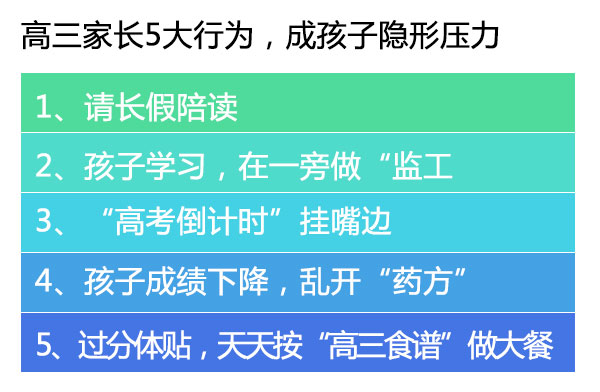 高三家长5大行为，成孩子隐形压力
1、请长假陪读
2、孩子学习，在一旁做“监工
3、“高考倒计时”挂嘴边
4、孩子成绩下降，乱开“药方”
5、过分体贴，天天按“高三食谱”做大餐